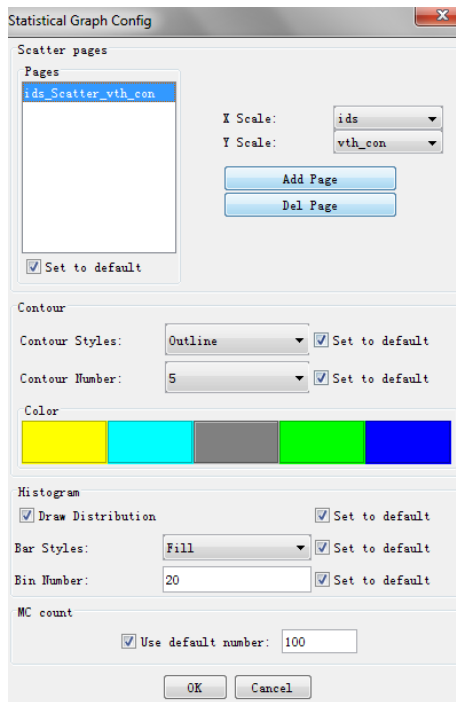 Statistical Graph Config
Scatter pages
Pages
ids_Scatter_vth_con
X Scale: ids
Y Scale: vth_con
Add Page
Del Page
Set to default
Contour
Contour Styles: Outline Set to default
Contour Number: 5 Set to default
Color
Histogram
Draw Distribution Set to default
Bar Styles: Fill Set to default
Bin Number: 20 Set to default
MC count
Use default number: 100
OK Cancel